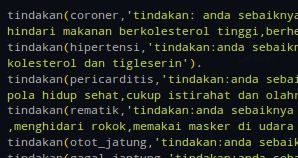 tindakan(coroner,'tindakan: anda sebaiknya
hindari makanan berkolesterol tinggi,berhe
tindakan(hipertensi,'tindakan:anda sebaikn
kolesterol dan tigleserin').
tindakan(pericarditis,'tindakan:anda sebai
pola hidup sehat,cukup istirahat dan olahr
tindakan(rematik,'tindakan:anda sebaiknya
,menghidari rokok,memakai masker di udara
tindakan(otot_jatung,'tindakan:anda sebaik
tindakan(gagal_jantung,'tindakan:anda seba